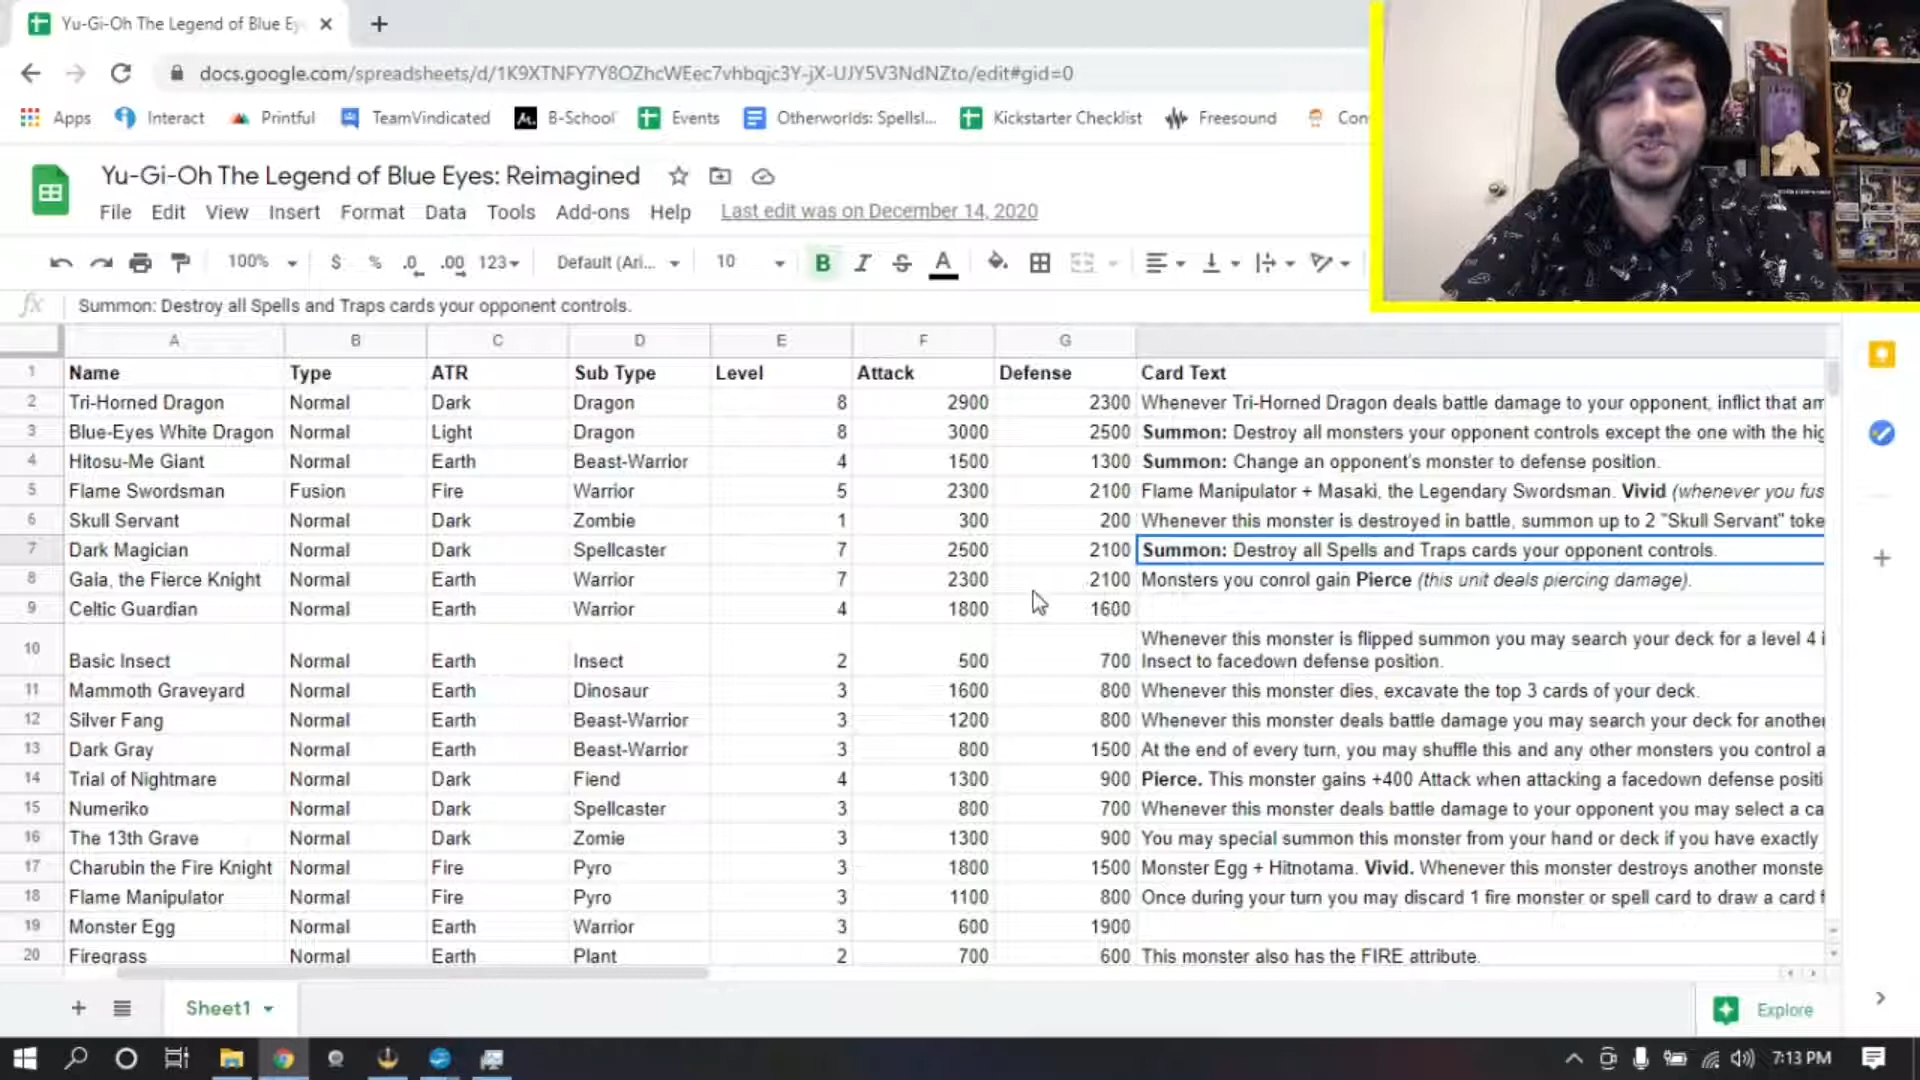 Yu-Gi-Oh The Legend of Blue Ey
docs.google.com/spreadsheets/d/1K9XTNFY7Y8OZhcWEec7vhbqjc3Y-jX-UJY5V3NdNZto/edit#gid=0
Apps Interact Printful TeamVindicated B-School Events Otherworlds: Spellsl... Kickstarter Checklist Freesound Con
Yu-Gi-Oh The Legend of Blue Eyes: Reimagined
File Edit View Insert Format Data Tools Add-ons Help Last edit was on December 14, 2020
100% $ % .0 .00 123 Default (Ari... 10 B I S A
fx Summon: Destroy all Spells and Traps cards your opponent controls.
A B C D E F G
1 Name Type ATR Sub Type Level Attack Defense Card Text
2 Tri-Horned Dragon Normal Dark Dragon 8 2900 2300 Whenever Tri-Horned Dragon deals battle damage to your opponent, inflict that am
3 Blue-Eyes White Dragon Normal Light Dragon 8 3000 2500 Summon: Destroy all monsters your opponent controls except the one with the hig
4 Hitosu-Me Giant Normal Earth Beast-Warrior 4 1500 1300 Summon: Change an opponent's monster to defense position.
5 Flame Swordsman Fusion Fire Warrior 5 2300 2100 Flame Manipulator + Masaki, the Legendary Swordsman. Vivid (whenever you fus
6 Skull Servant Normal Dark Zombie 1 300 200 Whenever this monster is destroyed in battle, summon up to 2 "Skull Servant" toke
7 Dark Magician Normal Dark Spellcaster 7 2500 2100 Summon: Destroy all Spells and Traps cards your opponent controls.
8 Gaia, the Fierce Knight Normal Earth Warrior 7 2300 2100 Monsters you conrol gain Pierce (this unit deals piercing damage).
9 Celtic Guardian Normal Earth Warrior 4 1800 1600
10 Basic Insect Normal Earth Insect 2 500 700 Whenever this monster is flipped summon you may search your deck for a level 4 i
Insect to facedown defense position.
11 Mammoth Graveyard Normal Earth Dinosaur 3 1600 800 Whenever this monster dies, excavate the top 3 cards of your deck.
12 Silver Fang Normal Earth Beast-Warrior 3 1200 800 Whenever this monster deals battle damage you may search your deck for another
13 Dark Gray Normal Earth Beast-Warrior 3 800 1500 At the end of every turn, you may shuffle this and any other monsters you control a
14 Trial of Nightmare Normal Dark Fiend 4 1300 900 Pierce. This monster gains +400 Attack when attacking a facedown defense positi
15 Numeriko Normal Dark Spellcaster 3 800 700 Whenever this monster deals battle damage to your opponent you may select a ca
16 The 13th Grave Normal Dark Zomie 3 1300 900 You may special summon this monster from your hand or deck if you have exactly
17 Charubin the Fire Knight Normal Fire Pyro 3 1800 1500 Monster Egg + Hitnotama. Vivid. Whenever this monster destroys another monste
18 Flame Manipulator Normal Fire Pyro 3 1100 800 Once during your turn you may discard 1 fire monster or spell card to draw a card f
19 Monster Egg Normal Earth Warrior 3 600 1900
20 Firegrass Normal Earth Plant 2 700 600 This monster also has the FIRE attribute.
Sheet1 Explore
7:13 PM